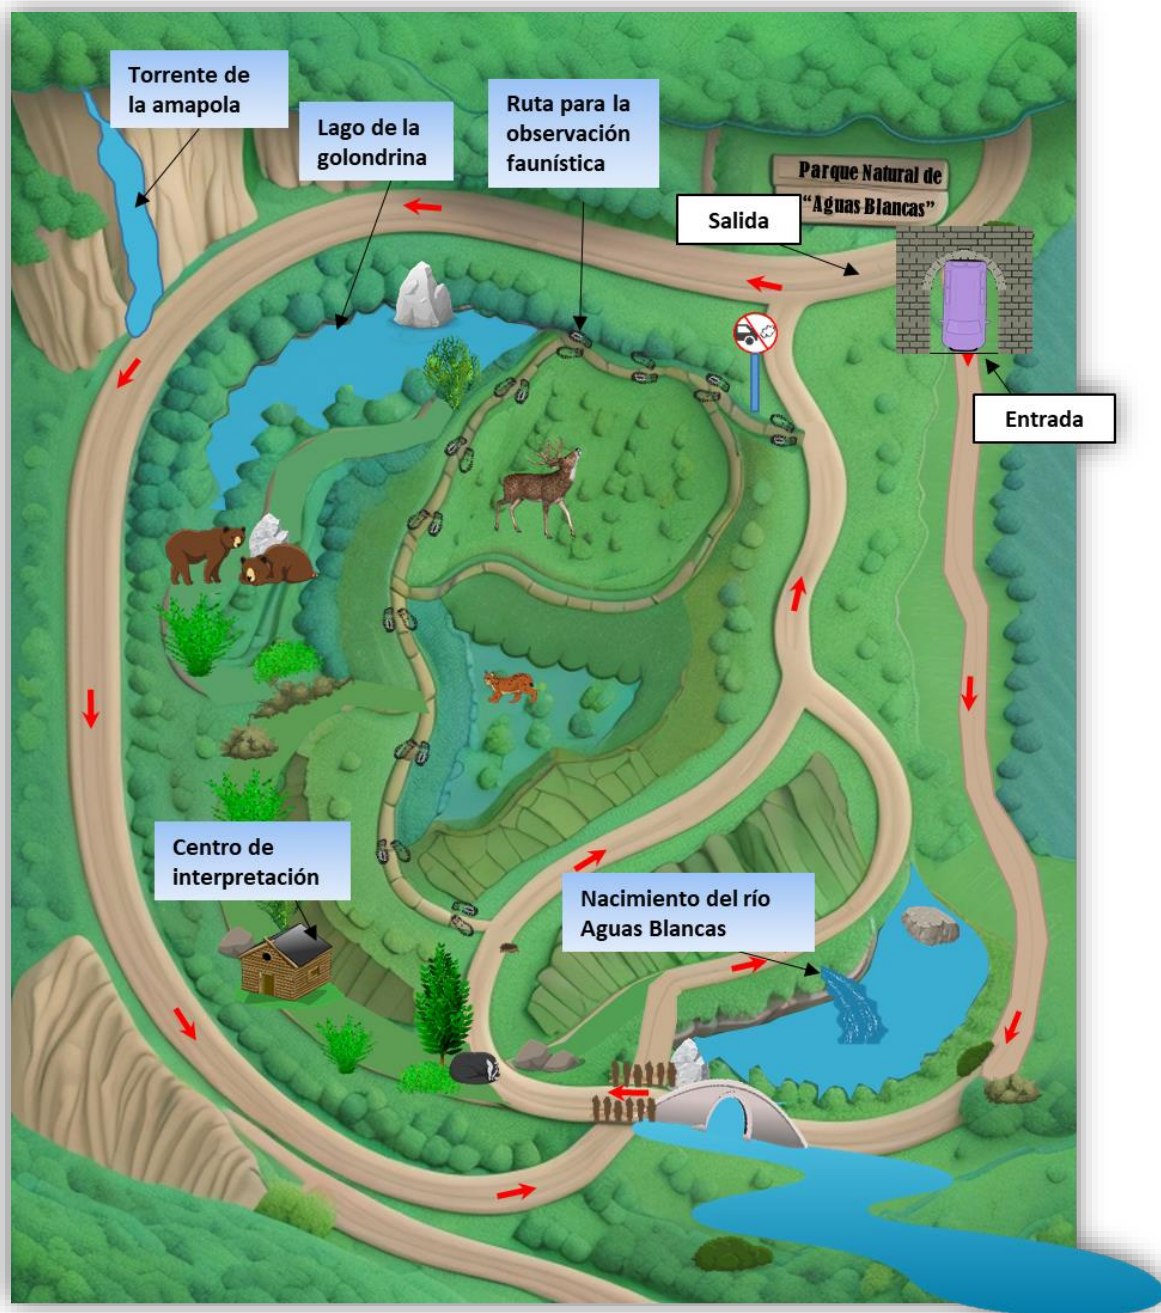 Torrente de
la amapola
Lago de la
golondrina
Ruta para la
observación
faunística
Parque Natural de
“Aguas Blancas”
Salida
Entrada
Centro de
interpretación
Nacimiento del río
Aguas Blancas